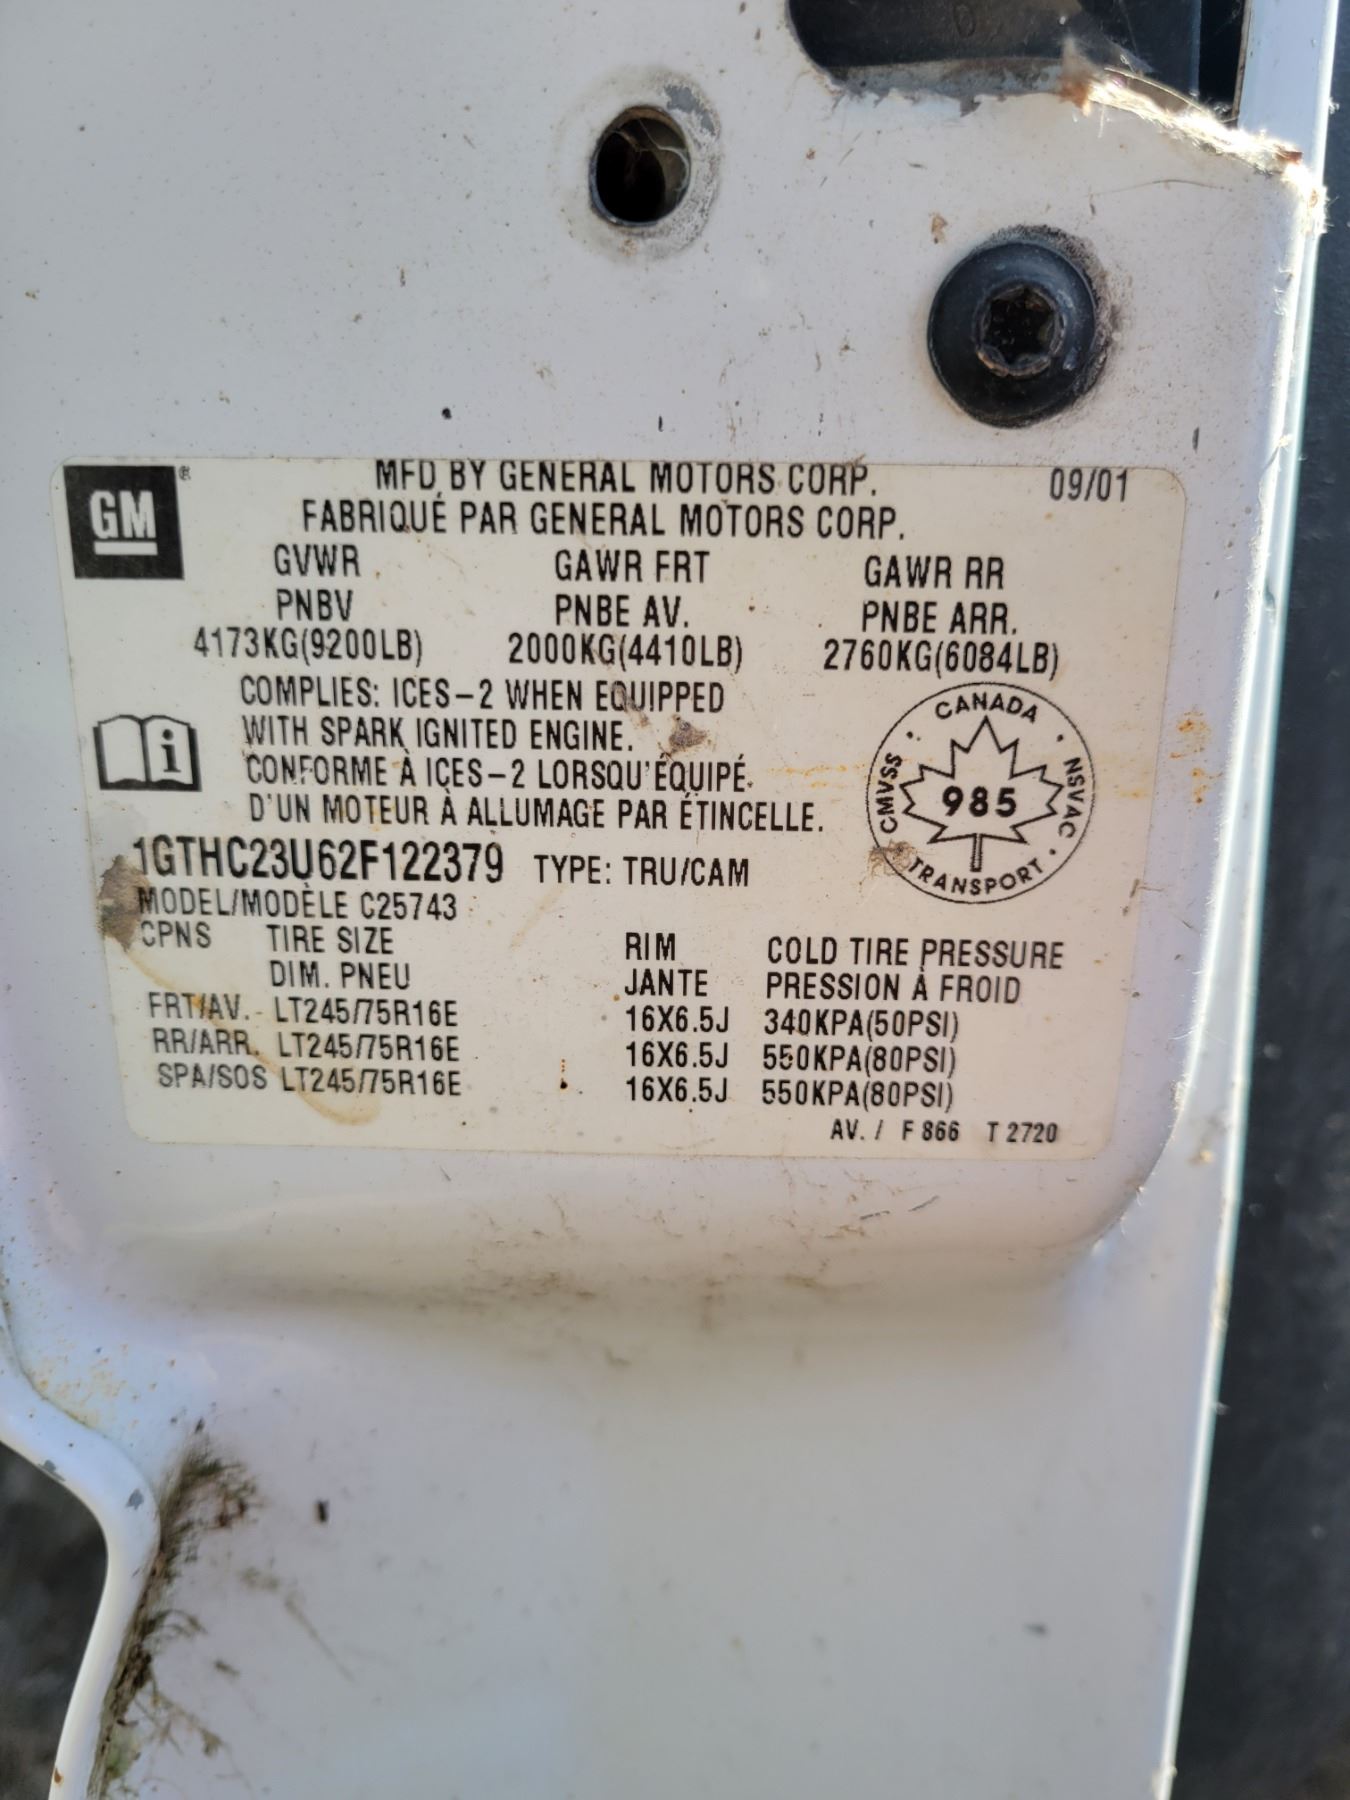 GM®
MFD BY GENERAL MOTORS CORP. 09/01
FABRIQUÉ PAR GENERAL MOTORS CORP.
GVWR GAWR FRT GAWR RR
PNBV PNBE AV. PNBE ARR.
4173KG(9200LB) 2000KG(4410LB) 2760KG(6084LB)
COMPLIES: ICES-2 WHEN EQUIPPED
WITH SPARK IGNITED ENGINE.
CONFORME À ICES-2 LORSQU'ÉQUIPÉ
D'UN MOTEUR À ALLUMAGE PAR ÉTINCELLE.
i
CANADA · NSVAC · TRANSPORT · CMVSS ·
985
1GTHC23U62F122379 TYPE: TRU/CAM
MODEL/MODÈLE C25743
CPNS TIRE SIZE RIM COLD TIRE PRESSURE
DIM. PNEU JANTE PRESSION À FROID
FRT/AV. LT245/75R16E 16X6.5J 340KPA(50PSI)
RR/ARR. LT245/75R16E 16X6.5J 550KPA(80PSI)
SPA/SOS LT245/75R16E 16X6.5J 550KPA(80PSI)
AV. / F 866 T 2720